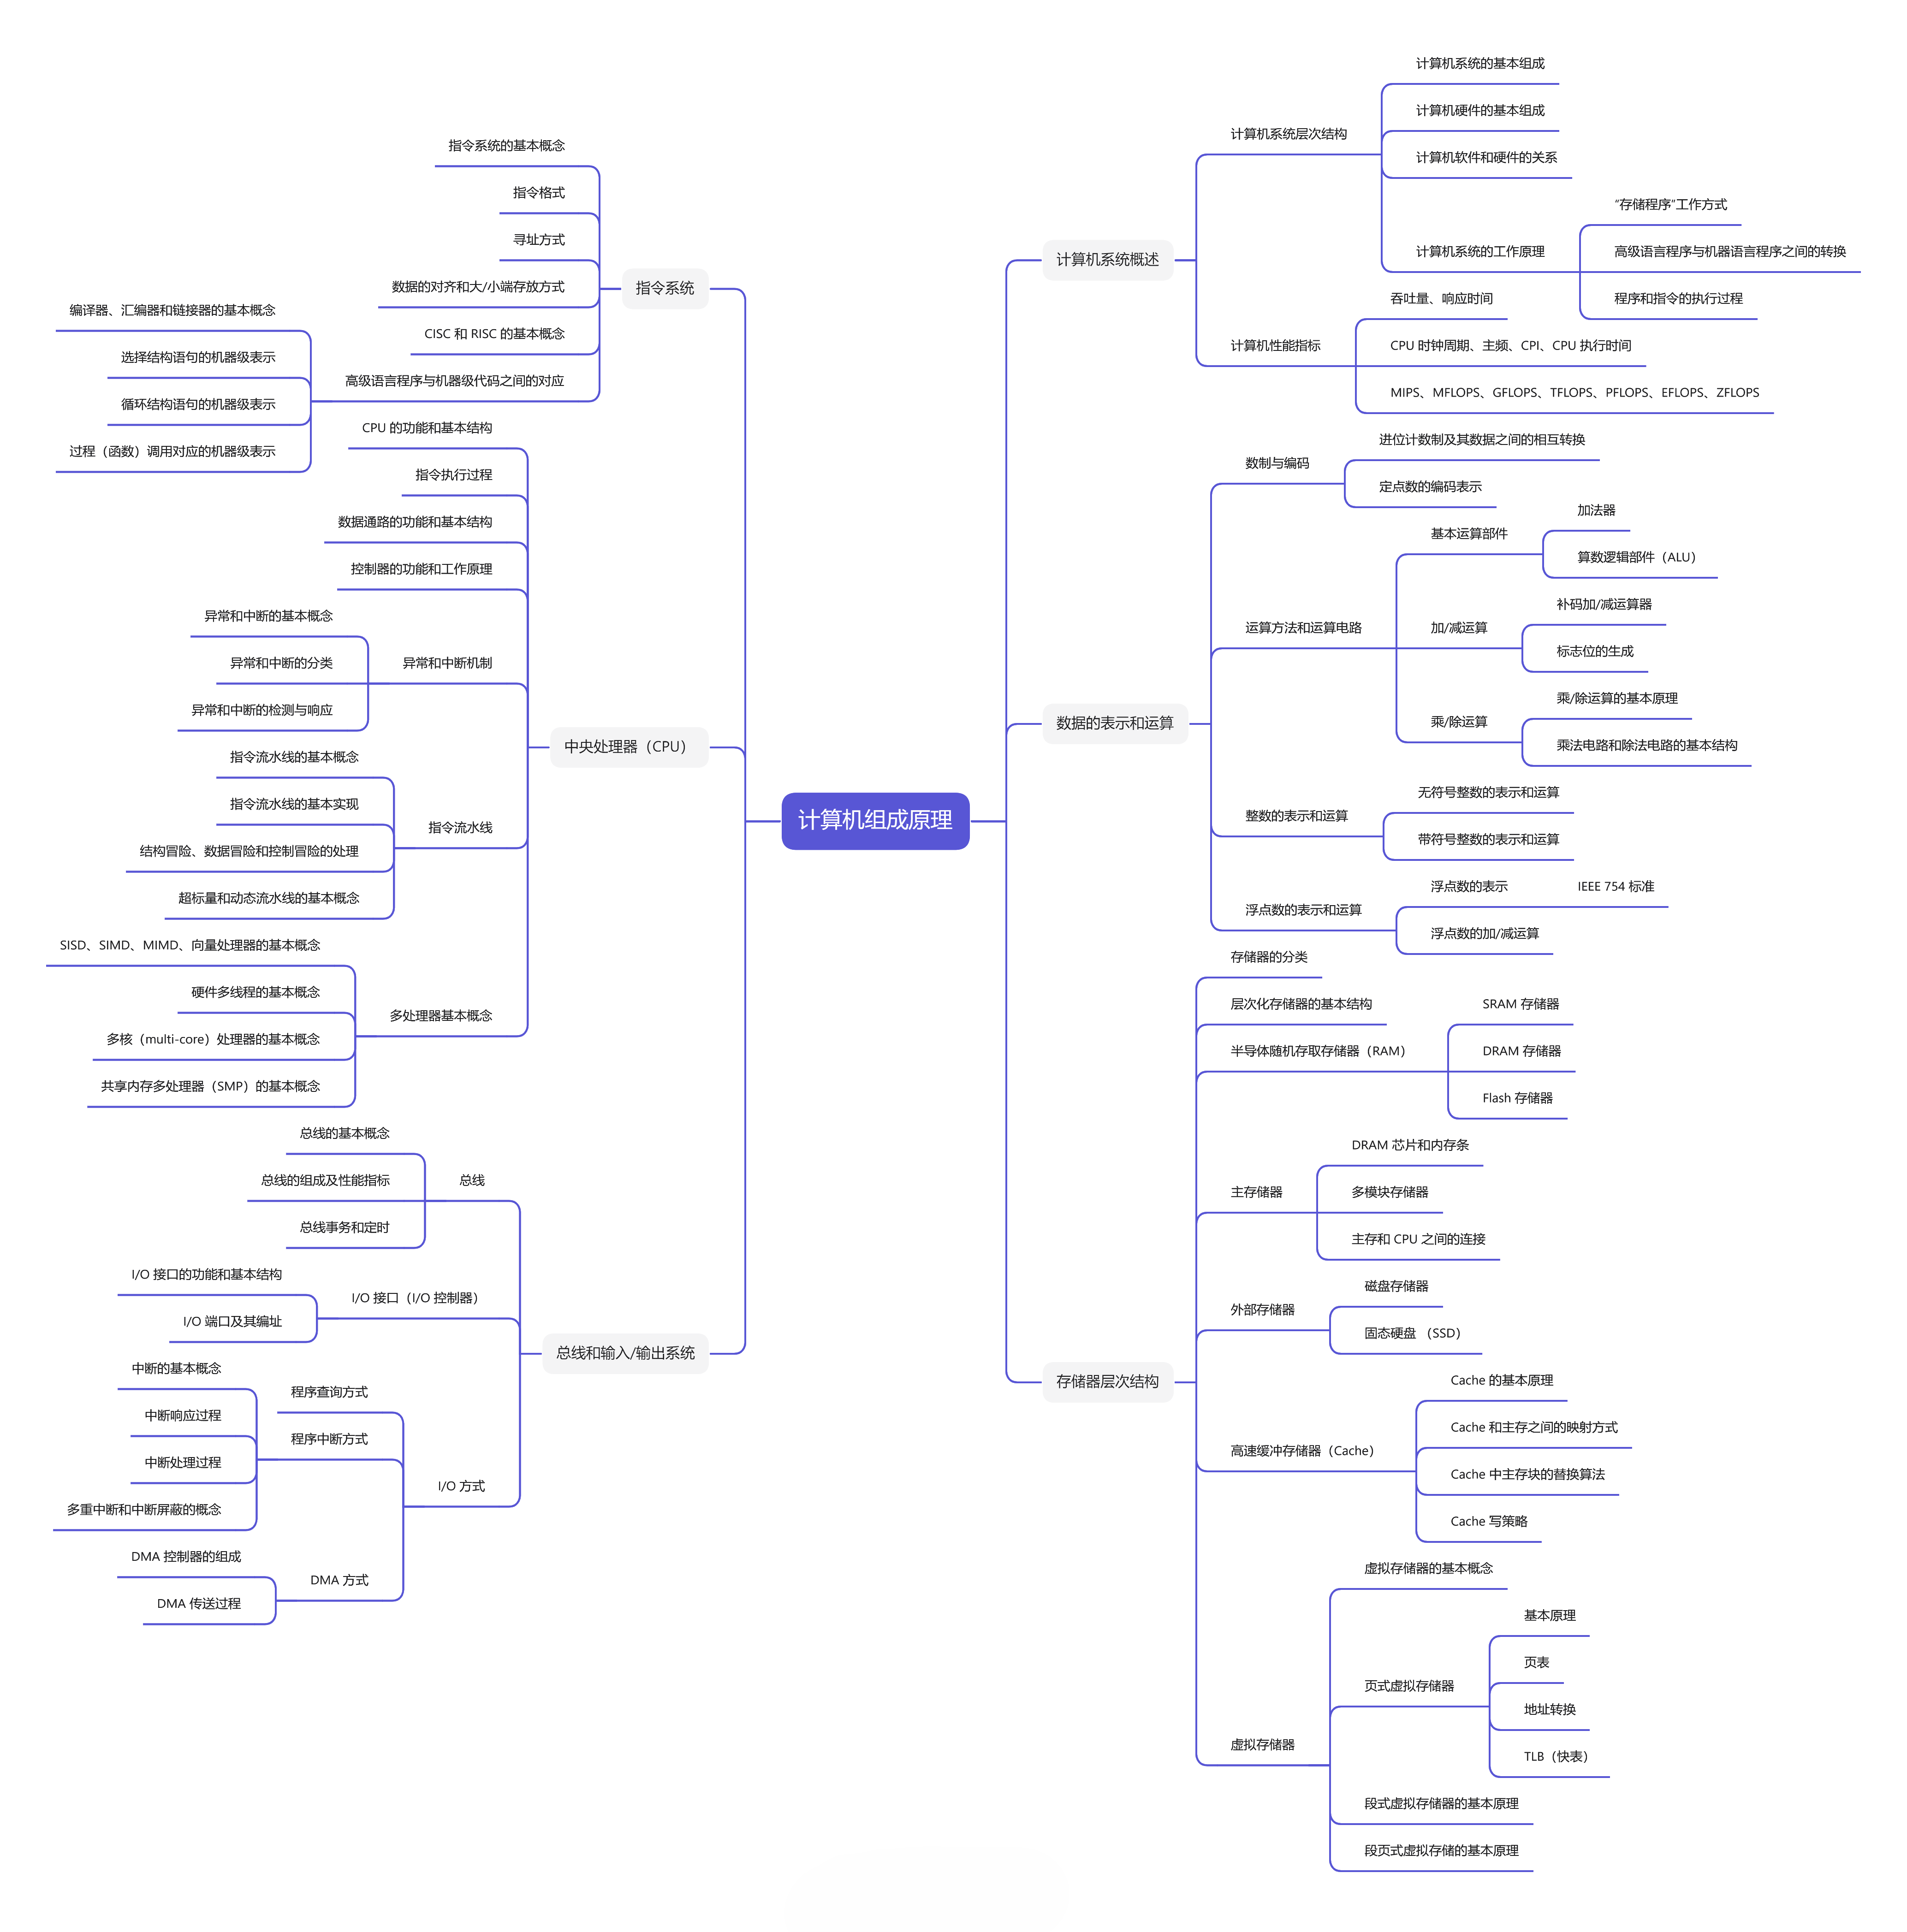 计算机组成原理
计算机系统概述
计算机系统层次结构
计算机系统的基本组成
计算机硬件的基本组成
计算机软件和硬件的关系
计算机系统的工作原理
“存储程序”工作方式
高级语言程序与机器语言程序之间的转换
程序和指令的执行过程
计算机性能指标
吞吐量、响应时间
CPU 时钟周期、主频、CPI、CPU 执行时间
MIPS、MFLOPS、GFLOPS、TFLOPS、PFLOPS、EFLOPS、ZFLOPS
数据的表示和运算
数制与编码
进位计数制及其数据之间的相互转换
定点数的编码表示
运算方法和运算电路
基本运算部件
加法器
算数逻辑部件（ALU）
加/减运算
补码加/减运算器
标志位的生成
乘/除运算
乘/除运算的基本原理
乘法电路和除法电路的基本结构
整数的表示和运算
无符号整数的表示和运算
带符号整数的表示和运算
浮点数的表示和运算
浮点数的表示
IEEE 754 标准
浮点数的加/减运算
存储器层次结构
存储器的分类
层次化存储器的基本结构
半导体随机存取存储器（RAM）
SRAM 存储器
DRAM 存储器
Flash 存储器
主存储器
DRAM 芯片和内存条
多模块存储器
主存和 CPU 之间的连接
外部存储器
磁盘存储器
固态硬盘 （SSD）
高速缓冲存储器（Cache）
Cache 的基本原理
Cache 和主存之间的映射方式
Cache 中主存块的替换算法
Cache 写策略
虚拟存储器
虚拟存储器的基本概念
页式虚拟存储器
基本原理
页表
地址转换
TLB（快表）
段式虚拟存储器的基本原理
段页式虚拟存储的基本原理
指令系统
指令系统的基本概念
指令格式
寻址方式
数据的对齐和大/小端存放方式
CISC 和 RISC 的基本概念
高级语言程序与机器级代码之间的对应
编译器、汇编器和链接器的基本概念
选择结构语句的机器级表示
循环结构语句的机器级表示
过程（函数）调用对应的机器级表示
中央处理器（CPU）
CPU 的功能和基本结构
指令执行过程
数据通路的功能和基本结构
控制器的功能和工作原理
异常和中断机制
异常和中断的基本概念
异常和中断的分类
异常和中断的检测与响应
指令流水线
指令流水线的基本概念
指令流水线的基本实现
结构冒险、数据冒险和控制冒险的处理
超标量和动态流水线的基本概念
多处理器基本概念
SISD、SIMD、MIMD、向量处理器的基本概念
硬件多线程的基本概念
多核（multi-core）处理器的基本概念
共享内存多处理器（SMP）的基本概念
总线和输入/输出系统
总线
总线的基本概念
总线的组成及性能指标
总线事务和定时
I/O 接口（I/O 控制器）
I/O 接口的功能和基本结构
I/O 端口及其编址
I/O 方式
程序查询方式
程序中断方式
中断的基本概念
中断响应过程
中断处理过程
多重中断和中断屏蔽的概念
DMA 方式
DMA 控制器的组成
DMA 传送过程